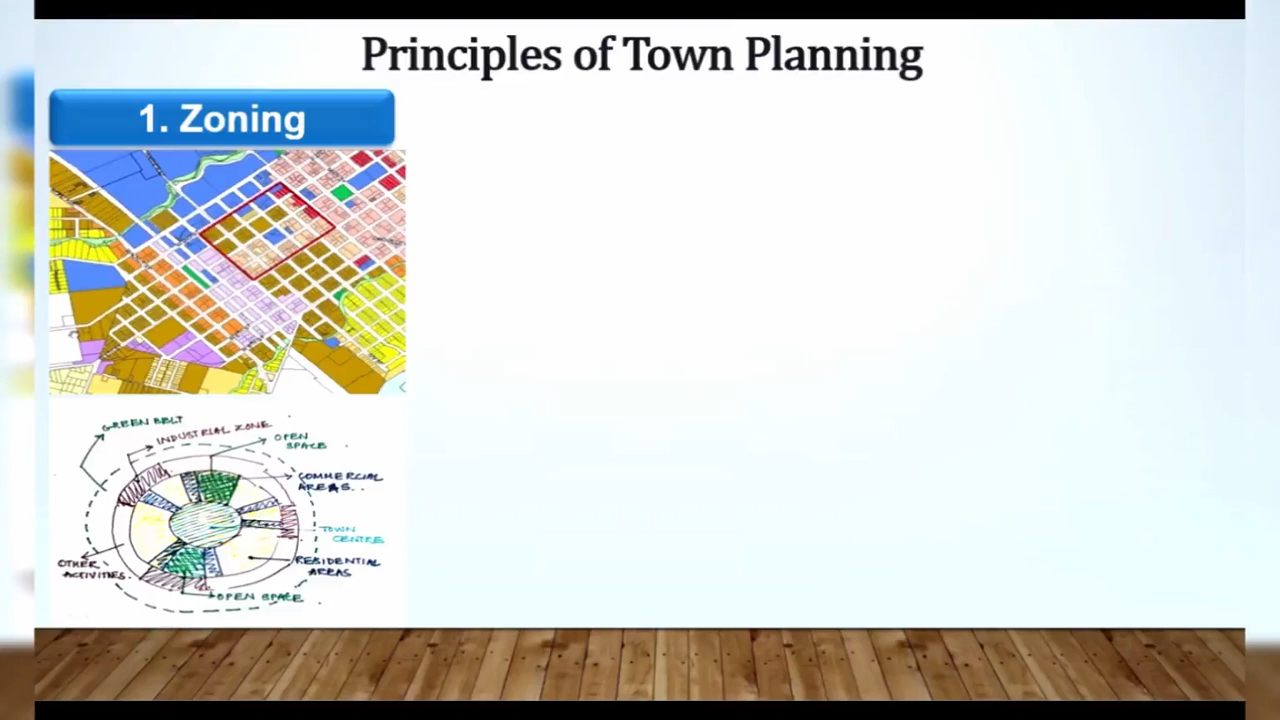 Principles of Town Planning
1. Zoning
GREEN BELT
INDUSTRIAL ZONE
OPEN
SPACE
COMMERCIAL
AREAS..
TOWN
CENTRE
RESIDENTIAL
AREAS
OTHER
ACTIVITIES.
OPEN SPACE